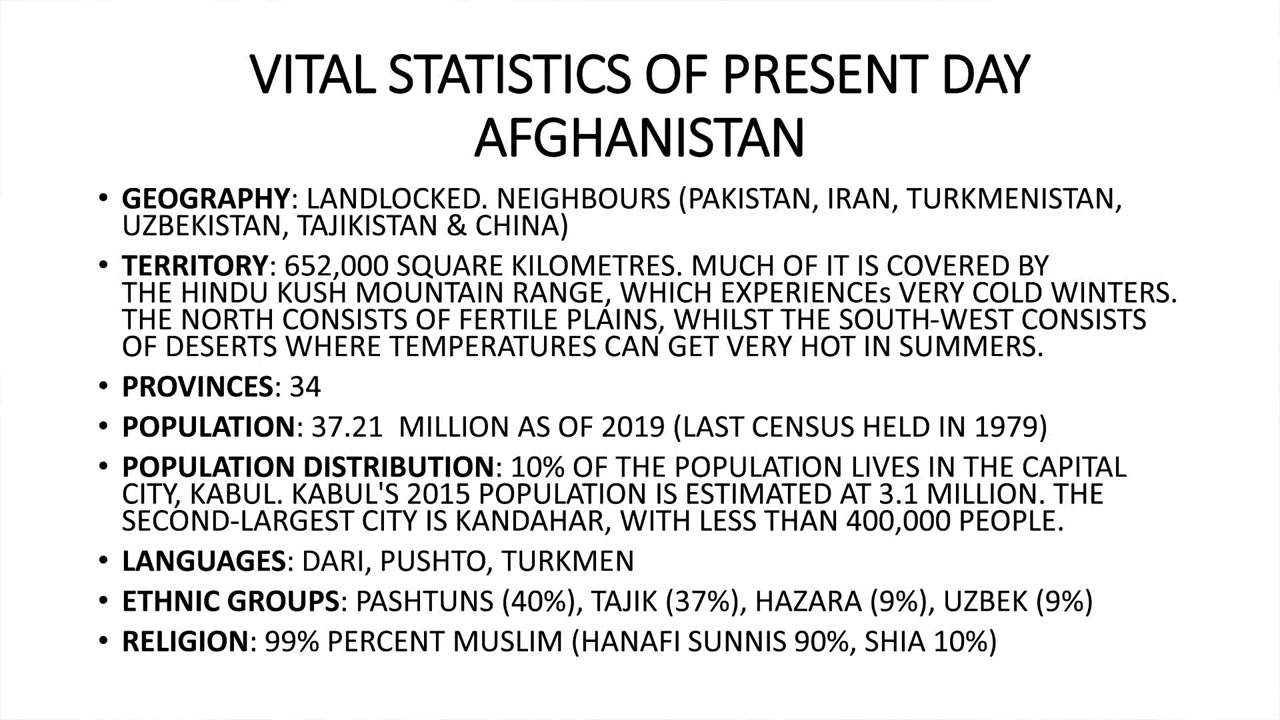 VITAL STATISTICS OF PRESENT DAY
AFGHANISTAN
• GEOGRAPHY: LANDLOCKED. NEIGHBOURS (PAKISTAN, IRAN, TURKMENISTAN,
UZBEKISTAN, TAJIKISTAN & CHINA)
• TERRITORY: 652,000 SQUARE KILOMETRES. MUCH OF IT IS COVERED BY
THE HINDU KUSH MOUNTAIN RANGE, WHICH EXPERIENCEs VERY COLD WINTERS.
THE NORTH CONSISTS OF FERTILE PLAINS, WHILST THE SOUTH-WEST CONSISTS
OF DESERTS WHERE TEMPERATURES CAN GET VERY HOT IN SUMMERS.
• PROVINCES: 34
• POPULATION: 37.21  MILLION AS OF 2019 (LAST CENSUS HELD IN 1979)
• POPULATION DISTRIBUTION: 10% OF THE POPULATION LIVES IN THE CAPITAL
CITY, KABUL. KABUL'S 2015 POPULATION IS ESTIMATED AT 3.1 MILLION. THE
SECOND-LARGEST CITY IS KANDAHAR, WITH LESS THAN 400,000 PEOPLE.
• LANGUAGES: DARI, PUSHTO, TURKMEN
• ETHNIC GROUPS: PASHTUNS (40%), TAJIK (37%), HAZARA (9%), UZBEK (9%)
• RELIGION: 99% PERCENT MUSLIM (HANAFI SUNNIS 90%, SHIA 10%)